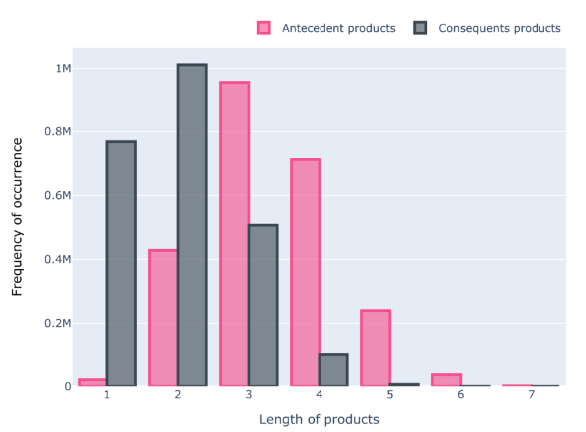 Antecedent products
Consequents products
1M
0.8M
0.6M
0.4M
0.2M
0
1 2 3 4 5 6 7
Frequency of occurrence
Length of products